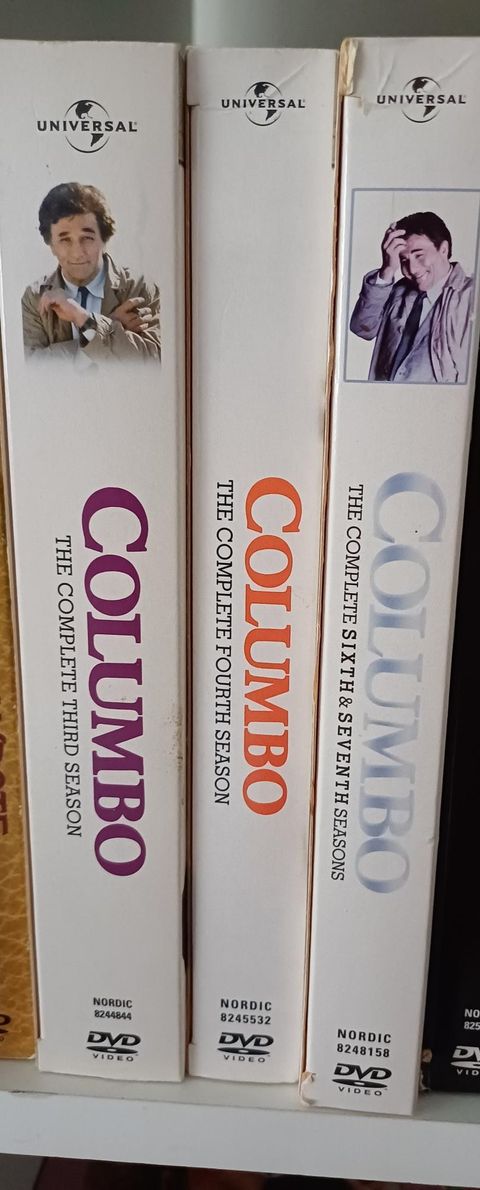 UNIVERSAL
COLUMBO
THE COMPLETE THIRD SEASON
NORDIC
8244844
DVD
VIDEO
UNIVERSAL
COLUMBO
THE COMPLETE FOURTH SEASON
NORDIC
8245532
DVD
VIDEO
UNIVERSAL
COLUMBO
THE COMPLETE SIXTH & SEVENTH SEASONS
NORDIC
8248158
DVD
VIDEO